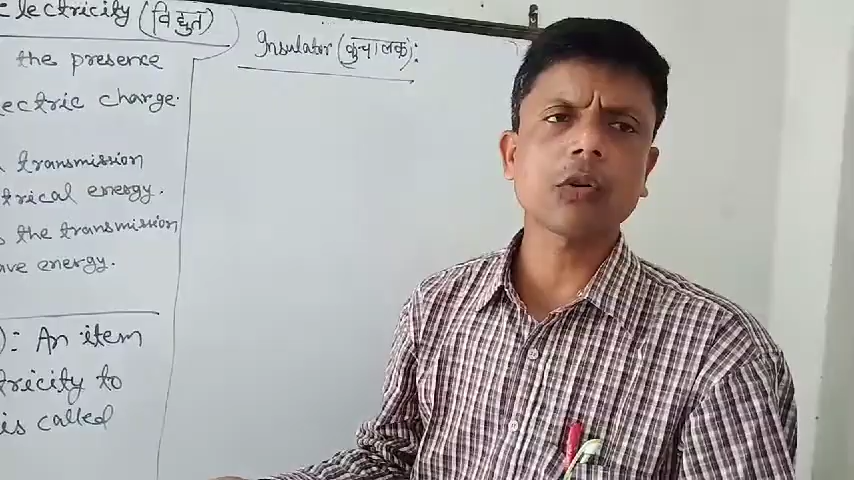 electricity (विद्युत)
the presence
ectric charge.
transmission
trical energy.
s the transmission
ave energy.
): An item
tricity to
is called
Insulator (कुचालक):